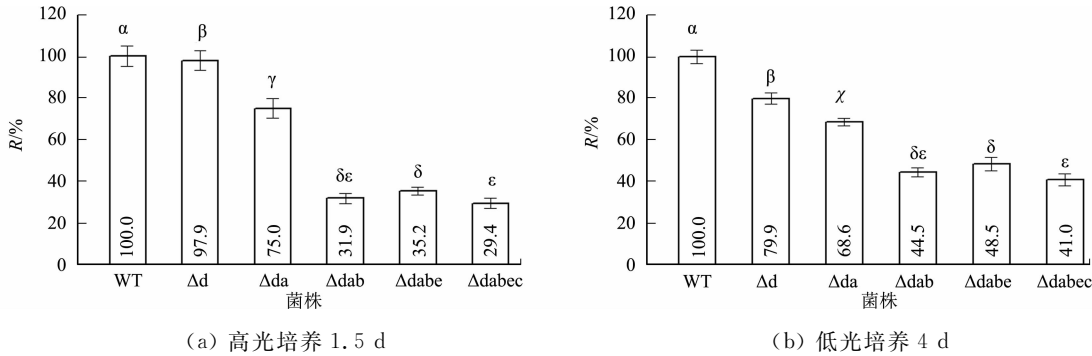 120
100
80
60
40
20
0
R/%
α
β
γ
δε
δ
ε
100.0
97.9
75.0
31.9
35.2
29.4
WT
Δd
Δda
Δdab
Δdabe
Δdabec
菌株
(a) 高光培养 1.5 d
120
100
80
60
40
20
0
R/%
α
β
χ
δε
δ
ε
100.0
79.9
68.6
44.5
48.5
41.0
WT
Δd
Δda
Δdab
Δdabe
Δdabec
菌株
(b) 低光培养 4 d